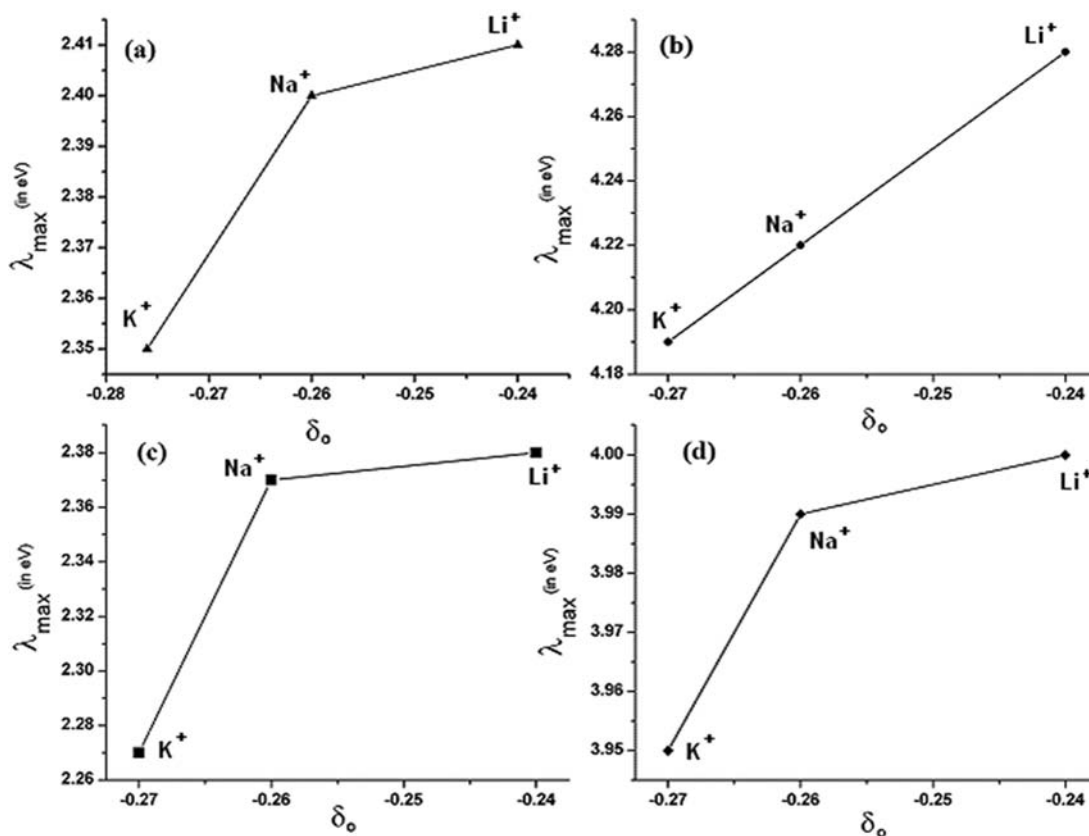 (a)
Li+
Na+
K+
2.41
2.40
2.39
2.38
2.37
2.36
2.35
λmax (in eV)
-0.28
-0.27
-0.26
-0.25
-0.24
δo
(b)
Li+
Na+
K+
4.28
4.26
4.24
4.22
4.20
4.18
λmax (in eV)
-0.27
-0.26
-0.25
-0.24
δo
(c)
Na+
Li+
K+
2.38
2.36
2.34
2.32
2.30
2.28
2.26
λmax (in eV)
-0.27
-0.26
-0.25
-0.24
δo
(d)
Li+
Na+
K+
4.00
3.99
3.98
3.97
3.96
3.95
λmax (in eV)
-0.27
-0.26
-0.25
-0.24
δo